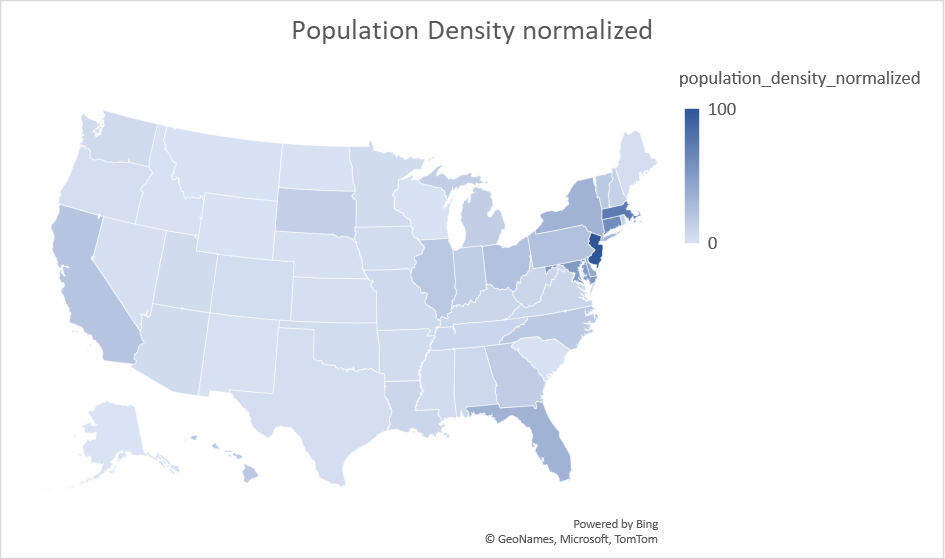 Population Density normalized
population_density_normalized
100
0
Powered by Bing
© GeoNames, Microsoft, TomTom